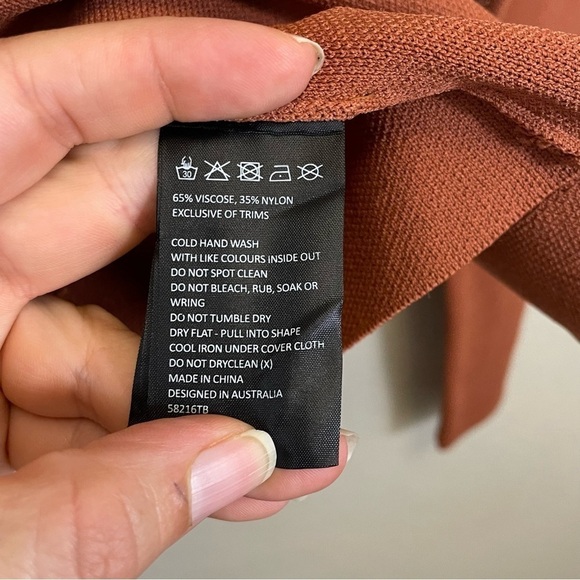 30
65% VISCOSE, 35% NYLON
EXCLUSIVE OF TRIMS
COLD HAND WASH
WITH LIKE COLOURS INSIDE OUT
DO NOT SPOT CLEAN
DO NOT BLEACH, RUB, SOAK OR
WRING
DO NOT TUMBLE DRY
DRY FLAT - PULL INTO SHAPE
COOL IRON UNDER COVER CLOTH
DO NOT DRYCLEAN (X)
MADE IN CHINA
DESIGNED IN AUSTRALIA
58216TB